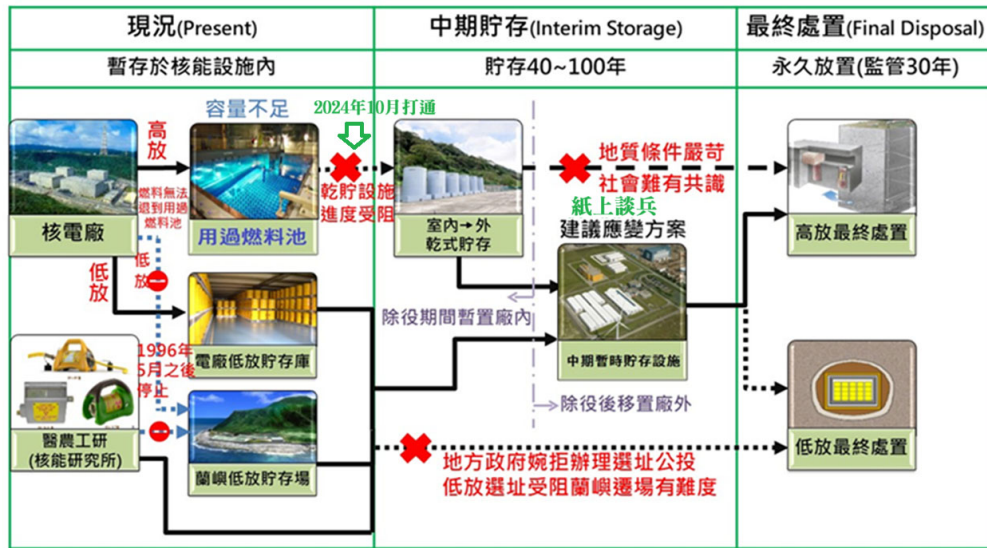 現況(Present)
中期貯存(Interim Storage)
最終處置(Final Disposal)
暫存於核能設施內
貯存40~100年
永久放置(監管30年)
容量不足
2024年10月打通
高放
燃料無法
退到用過
燃料池
乾貯設施
進度受阻
地質條件嚴苛
社會難有共識
紙上談兵
建議應變方案
核電廠
用過燃料池
室內→外
乾式貯存
高放最終處置
低放
低放
除役期間暫置廠內
電廠低放貯存庫
中期暫時貯存設施
1996年
5月之後
停止
除役後移置廠外
醫農工研
(核能研究所)
蘭嶼低放貯存場
低放最終處置
地方政府婉拒辦理選址公投
低放選址受阻蘭嶼遷場有難度